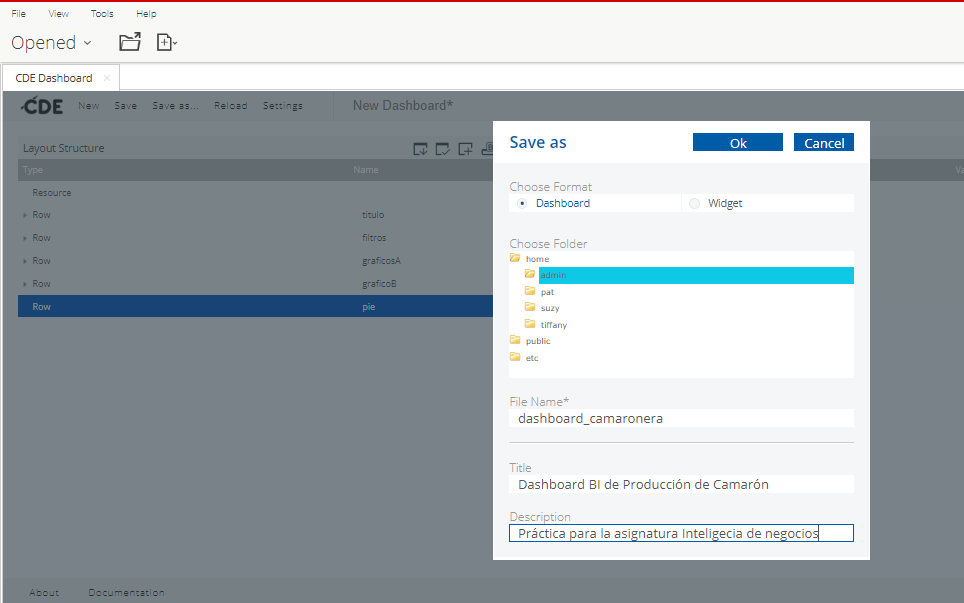 File View Tools Help
Opened
CDE Dashboard ×
CDE New Save Save as... Reload Settings New Dashboard*
Save as Ok Cancel
Layout Structure
Type Name Va
Resource
Row titulo
Row filtros
Row graficosA
Row graficoB
Row pie
Choose Format
Dashboard Widget
Choose Folder
home
admin
pat
suzy
tiffany
public
etc
File Name*
dashboard_camaronera
Title
Dashboard BI de Producción de Camarón
Description
Práctica para la asignatura Inteligecia de negocios
About Documentation